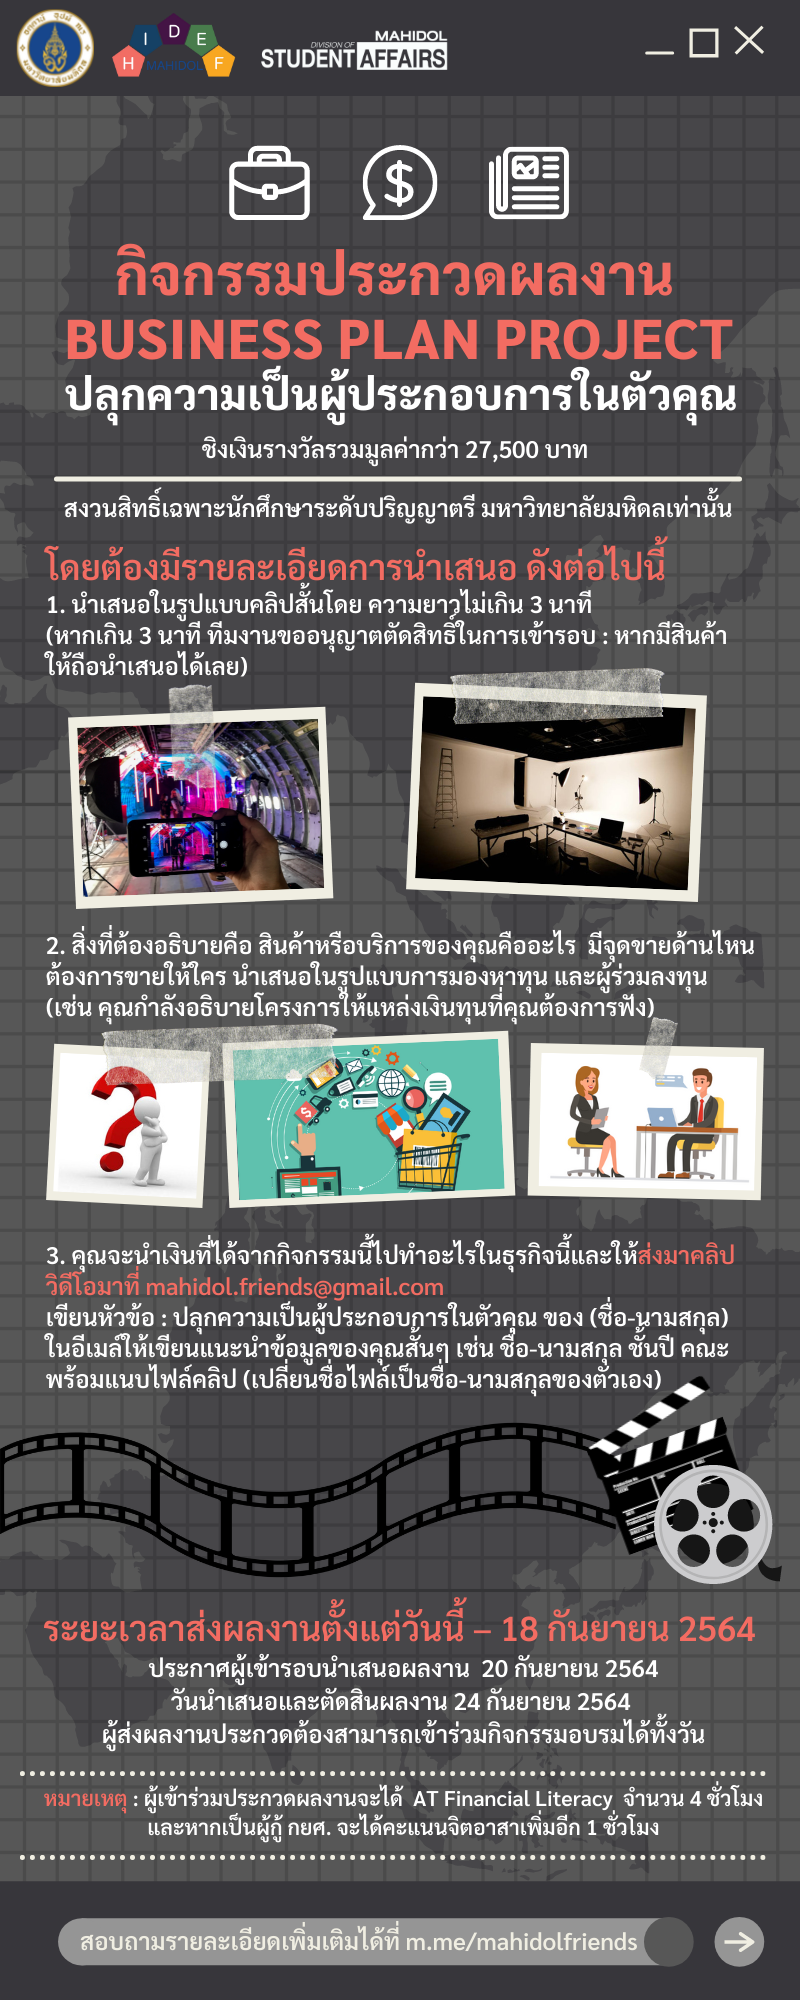 H I D E F
MAHIDOL
MAHIDOL
DIVISION OF
STUDENT AFFAIRS
กิจกรรมประกวดผลงาน
BUSINESS PLAN PROJECT
ปลุกความเป็นผู้ประกอบการในตัวคุณ
ชิงเงินรางวัลรวมมูลค่ากว่า 27,500 บาท
สงวนสิทธิ์เฉพาะนักศึกษาระดับปริญญาตรี มหาวิทยาลัยมหิดลเท่านั้น
โดยต้องมีรายละเอียดการนำเสนอ ดังต่อไปนี้
1. นำเสนอในรูปแบบคลิปสั้นโดย ความยาวไม่เกิน 3 นาที
(หากเกิน 3 นาที ทีมงานขออนุญาตตัดสิทธิ์ในการเข้ารอบ : หากมีสินค้า
ให้ถือนำเสนอได้เลย)
2. สิ่งที่ต้องอธิบายคือ สินค้าหรือบริการของคุณคืออะไร มีจุดขายด้านไหน
ต้องการขายให้ใคร นำเสนอในรูปแบบการมองหาทุน และผู้ร่วมลงทุน
(เช่น คุณกำลังอธิบายโครงการให้แหล่งเงินทุนที่คุณต้องการฟัง)
3. คุณจะนำเงินที่ได้จากกิจกรรมนี้ไปทำอะไรในธุรกิจนี้และให้ส่งมาคลิป
วิดีโอมาที่ mahidol.friends@gmail.com
เขียนหัวข้อ : ปลุกความเป็นผู้ประกอบการในตัวคุณ ของ (ชื่อ-นามสกุล)
ในอีเมล์ให้เขียนแนะนำข้อมูลของคุณสั้นๆ เช่น ชื่อ-นามสกุล ชั้นปี คณะ
พร้อมแนบไฟล์คลิป (เปลี่ยนชื่อไฟล์เป็นชื่อ-นามสกุลของตัวเอง)
ระยะเวลาส่งผลงานตั้งแต่วันนี้ – 18 กันยายน 2564
ประกาศผู้เข้ารอบนำเสนอผลงาน 20 กันยายน 2564
วันนำเสนอและตัดสินผลงาน 24 กันยายน 2564
ผู้ส่งผลงานประกวดต้องสามารถเข้าร่วมกิจกรรมอบรมได้ทั้งวัน
หมายเหตุ : ผู้เข้าร่วมประกวดผลงานจะได้ AT Financial Literacy จำนวน 4 ชั่วโมง
และหากเป็นผู้กู้ กยศ. จะได้คะแนนจิตอาสาเพิ่มอีก 1 ชั่วโมง
สอบถามรายละเอียดเพิ่มเติมได้ที่ m.me/mahidolfriends